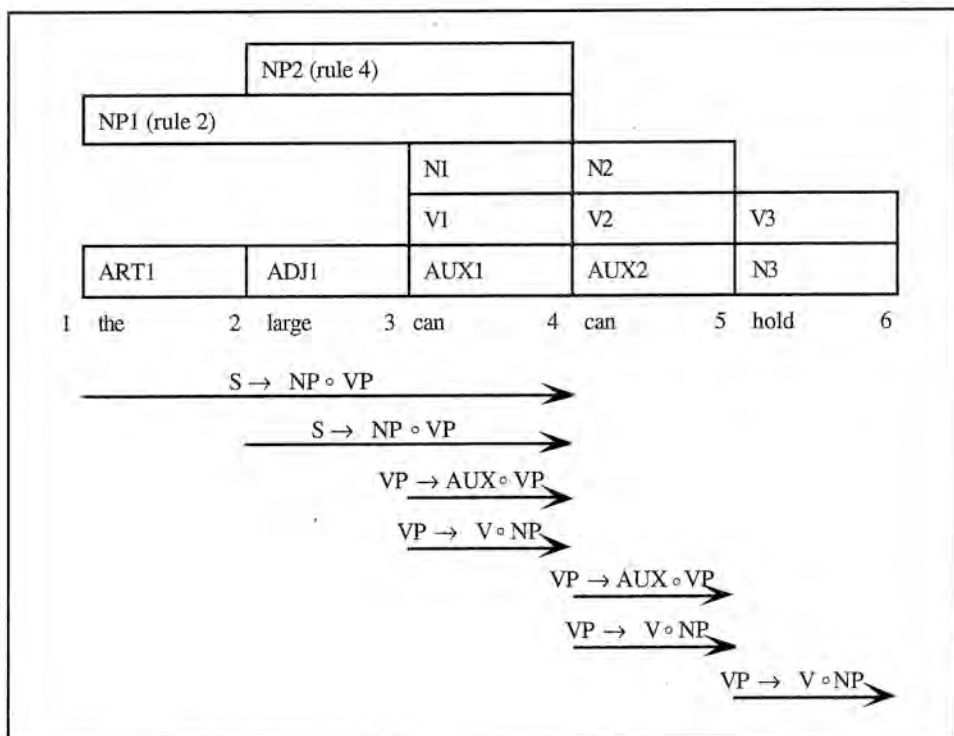 NP2 (rule 4)
NP1 (rule 2)
N1 N2
V1 V2 V3
ART1 ADJ1 AUX1 AUX2 N3
1 the 2 large 3 can 4 can 5 hold 6
S → NP ∘ VP
S → NP ∘ VP
VP → AUX ∘ VP
VP → V ∘ NP
VP → AUX ∘ VP
VP → V ∘ NP
VP → V ∘ NP